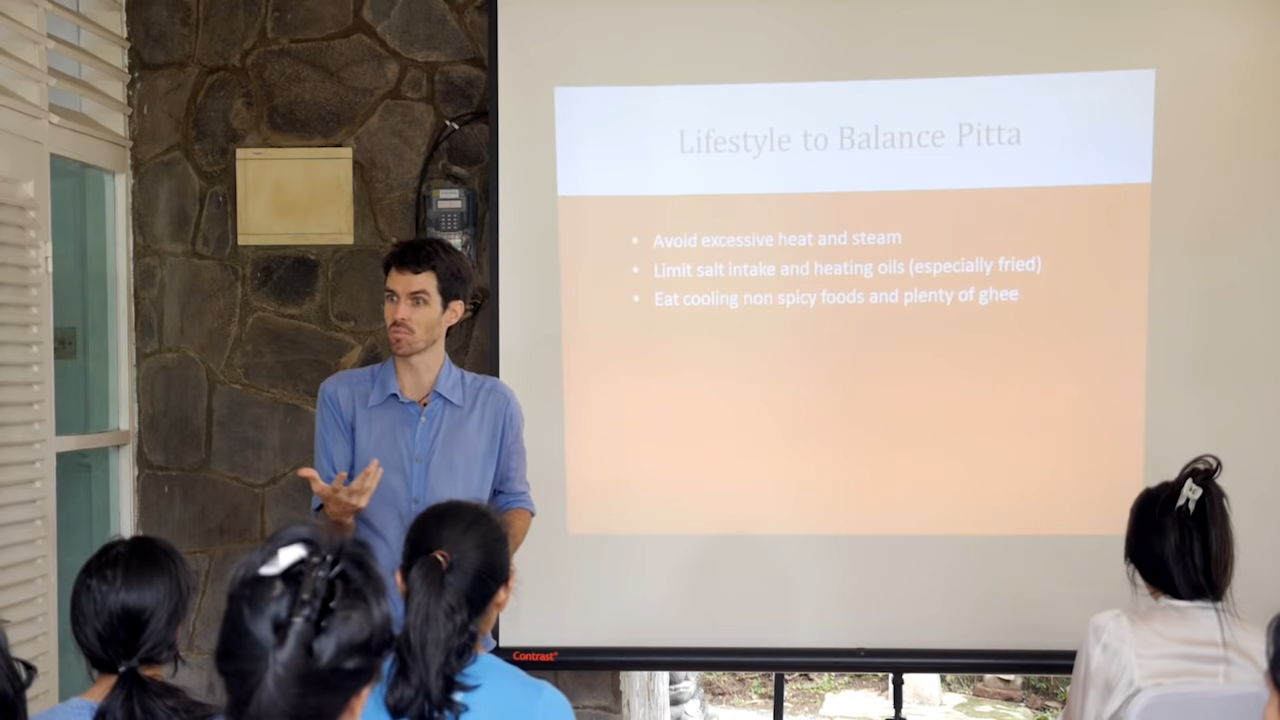 Lifestyle to Balance Pitta
• Avoid excessive heat and steam
• Limit salt intake and heating oils (especially fried)
• Eat cooling non spicy foods and plenty of ghee
Contrast®